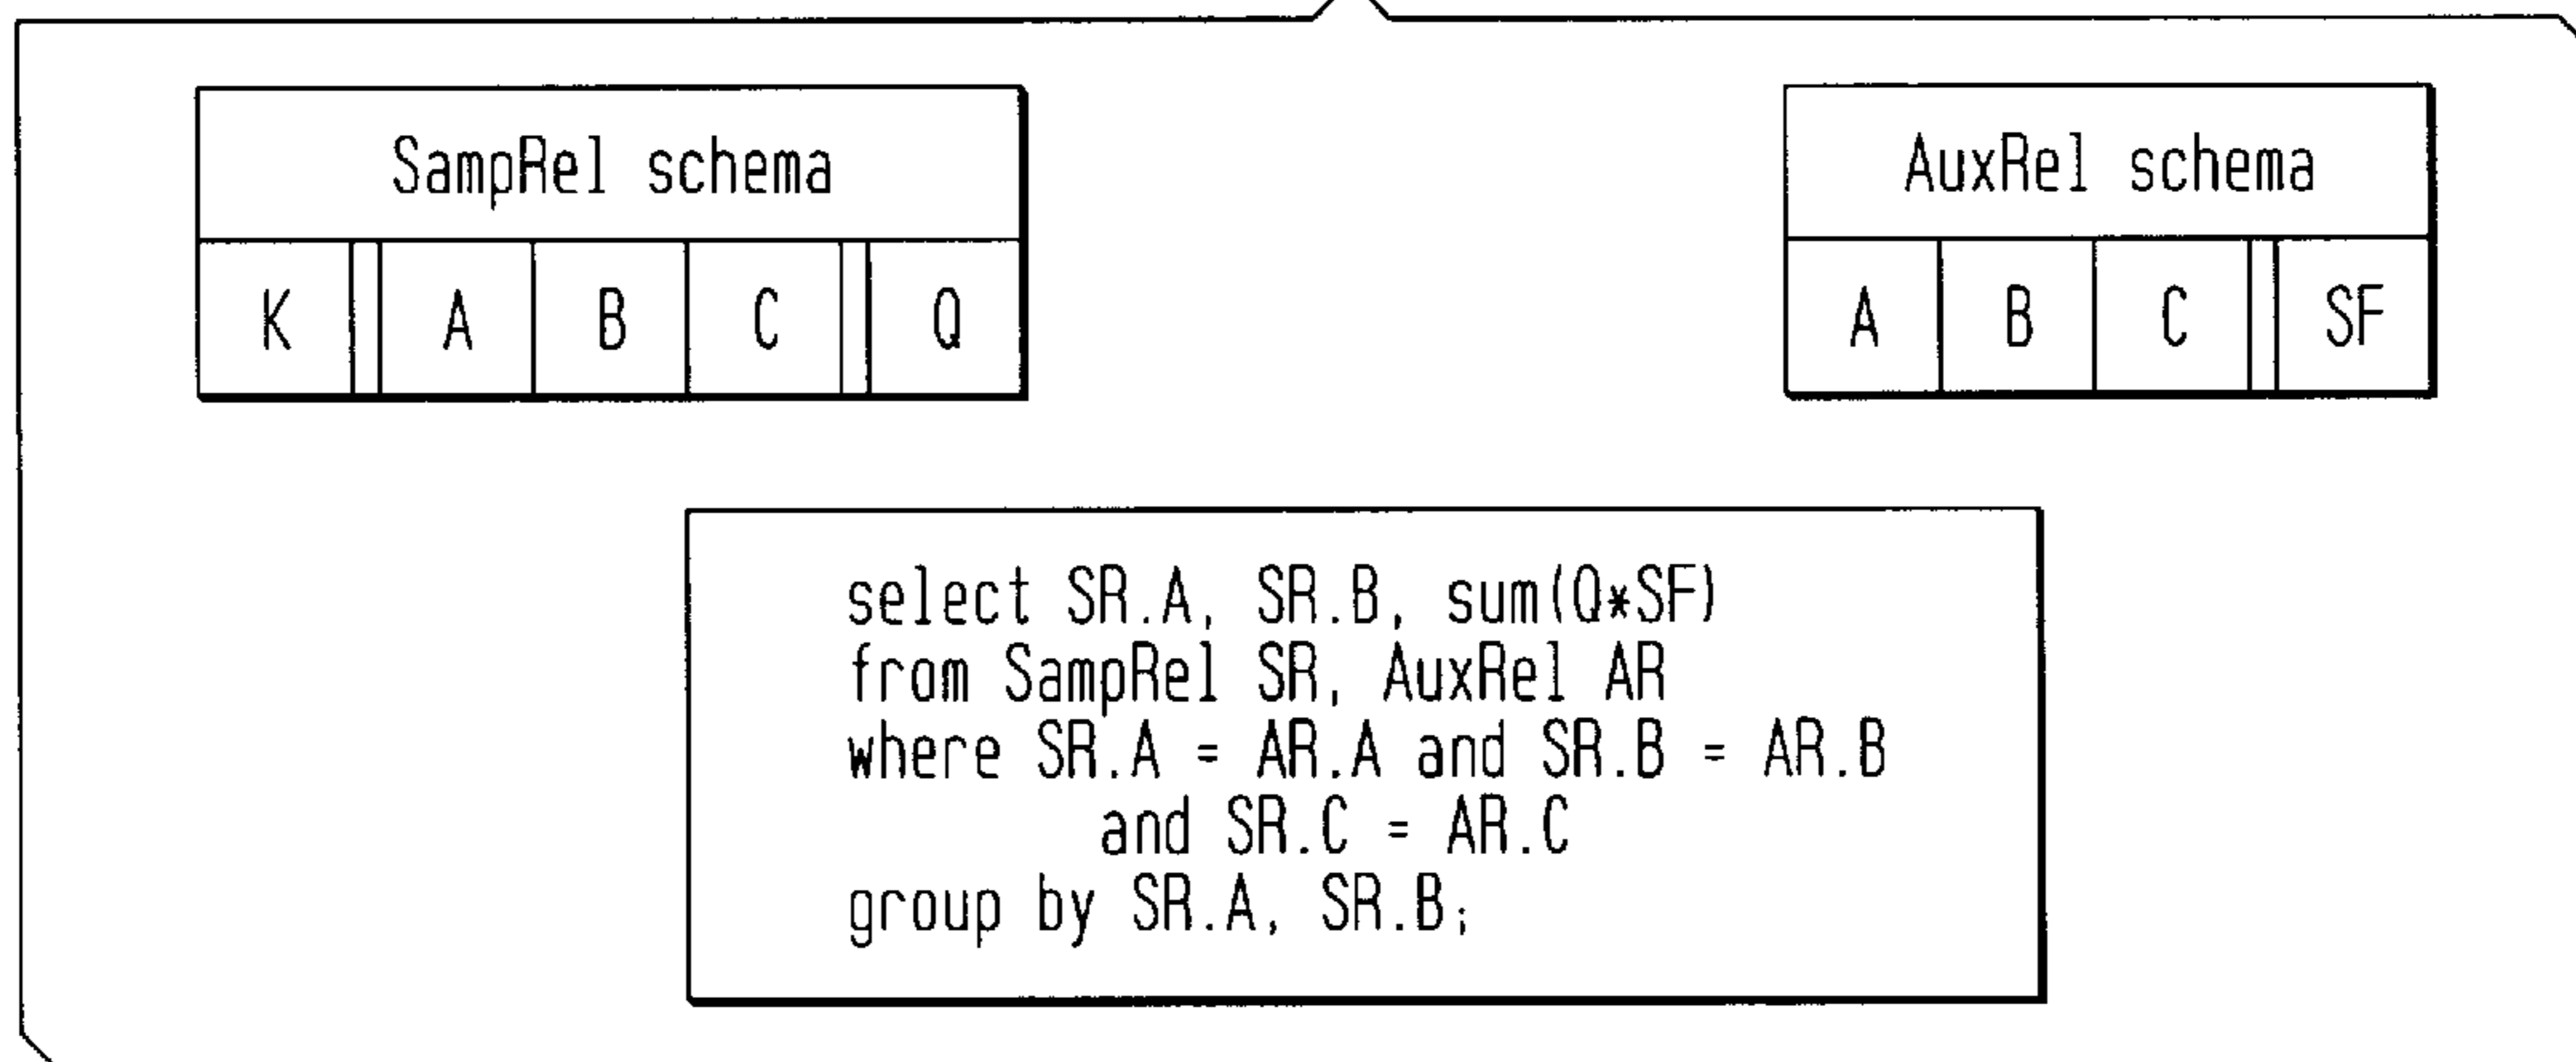 SampRel schema
K A B C Q
AuxRel schema
A B C SF
select SR.A, SR.B, sum(Q*SF)
from SampRel SR, AuxRel AR
where SR.A = AR.A and SR.B = AR.B
and SR.C = AR.C
group by SR.A, SR.B;